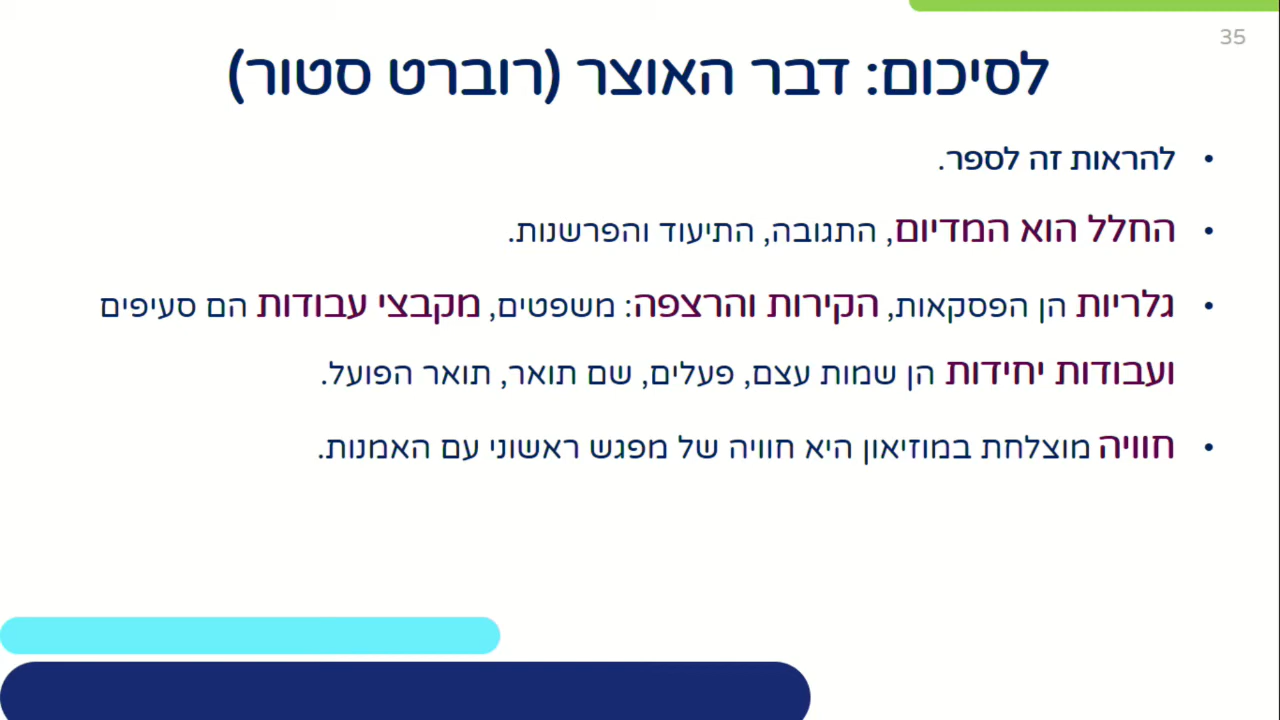 35
לסיכום: דבר האוצר (רוברט סטור)
• להראות זה לספר.
• החלל הוא המדיום, התגובה, התיעוד והפרשנות.
• גלריות הן הפסקאות, הקירות והרצפה: משפטים, מקבצי עבודות הם סעיפים
ועבודות יחידות הן שמות עצם, פעלים, שם תואר, תואר הפועל.
• חוויה מוצלחת במוזיאון היא חוויה של מפגש ראשוני עם האמנות.